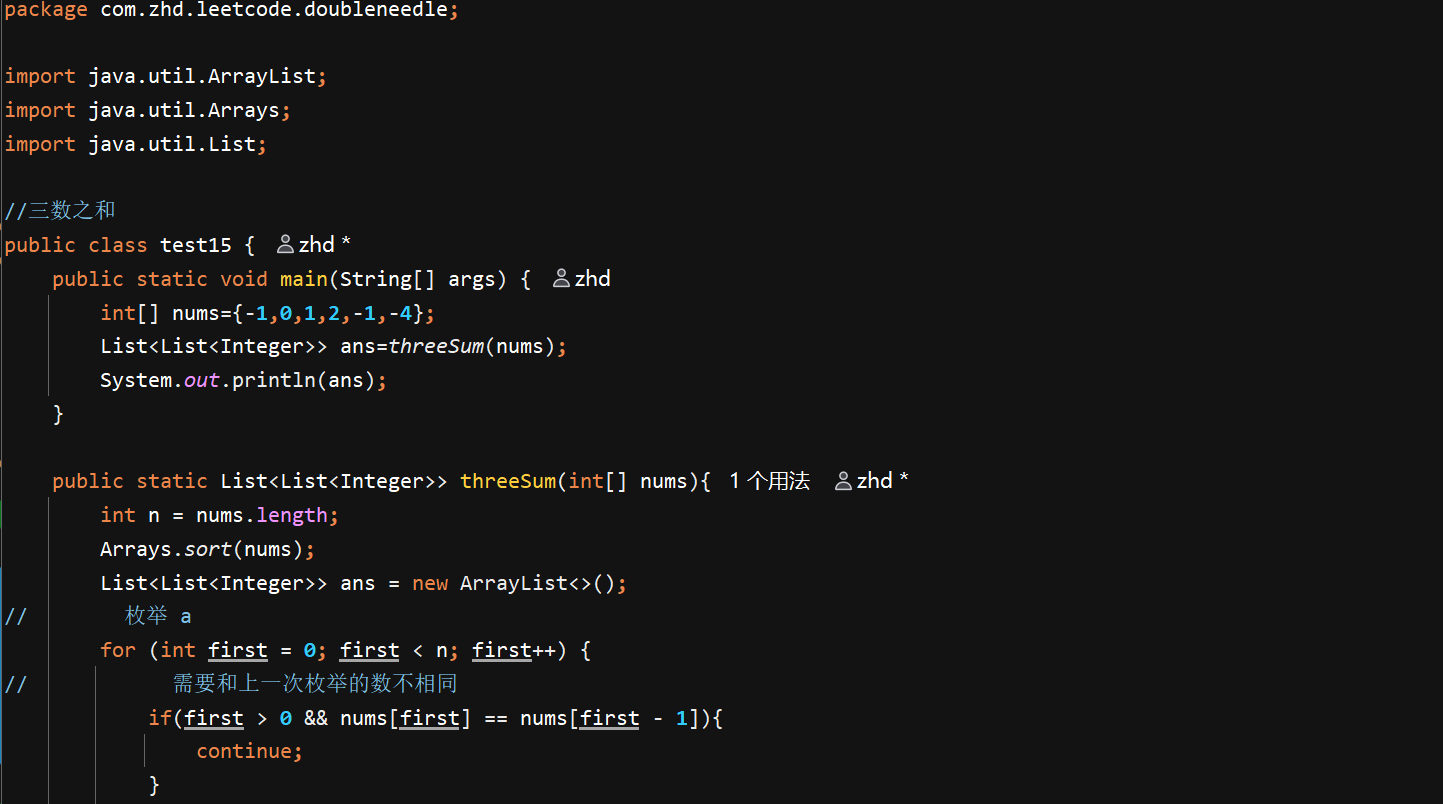 package com.zhd.leetcode.doubleneedle;
import java.util.ArrayList;
import java.util.Arrays;
import java.util.List;
//三数之和
public class test15 { zhd *
public static void main(String[] args) { zhd
int[] nums={-1,0,1,2,-1,-4};
List<List<Integer>> ans=threeSum(nums);
System.out.println(ans);
}
public static List<List<Integer>> threeSum(int[] nums){ 1 个用法 zhd *
int n = nums.length;
Arrays.sort(nums);
List<List<Integer>> ans = new ArrayList<>();
// 枚举 a
for (int first = 0; first < n; first++) {
// 需要和上一次枚举的数不相同
if(first > 0 && nums[first] == nums[first - 1]){
continue;
}